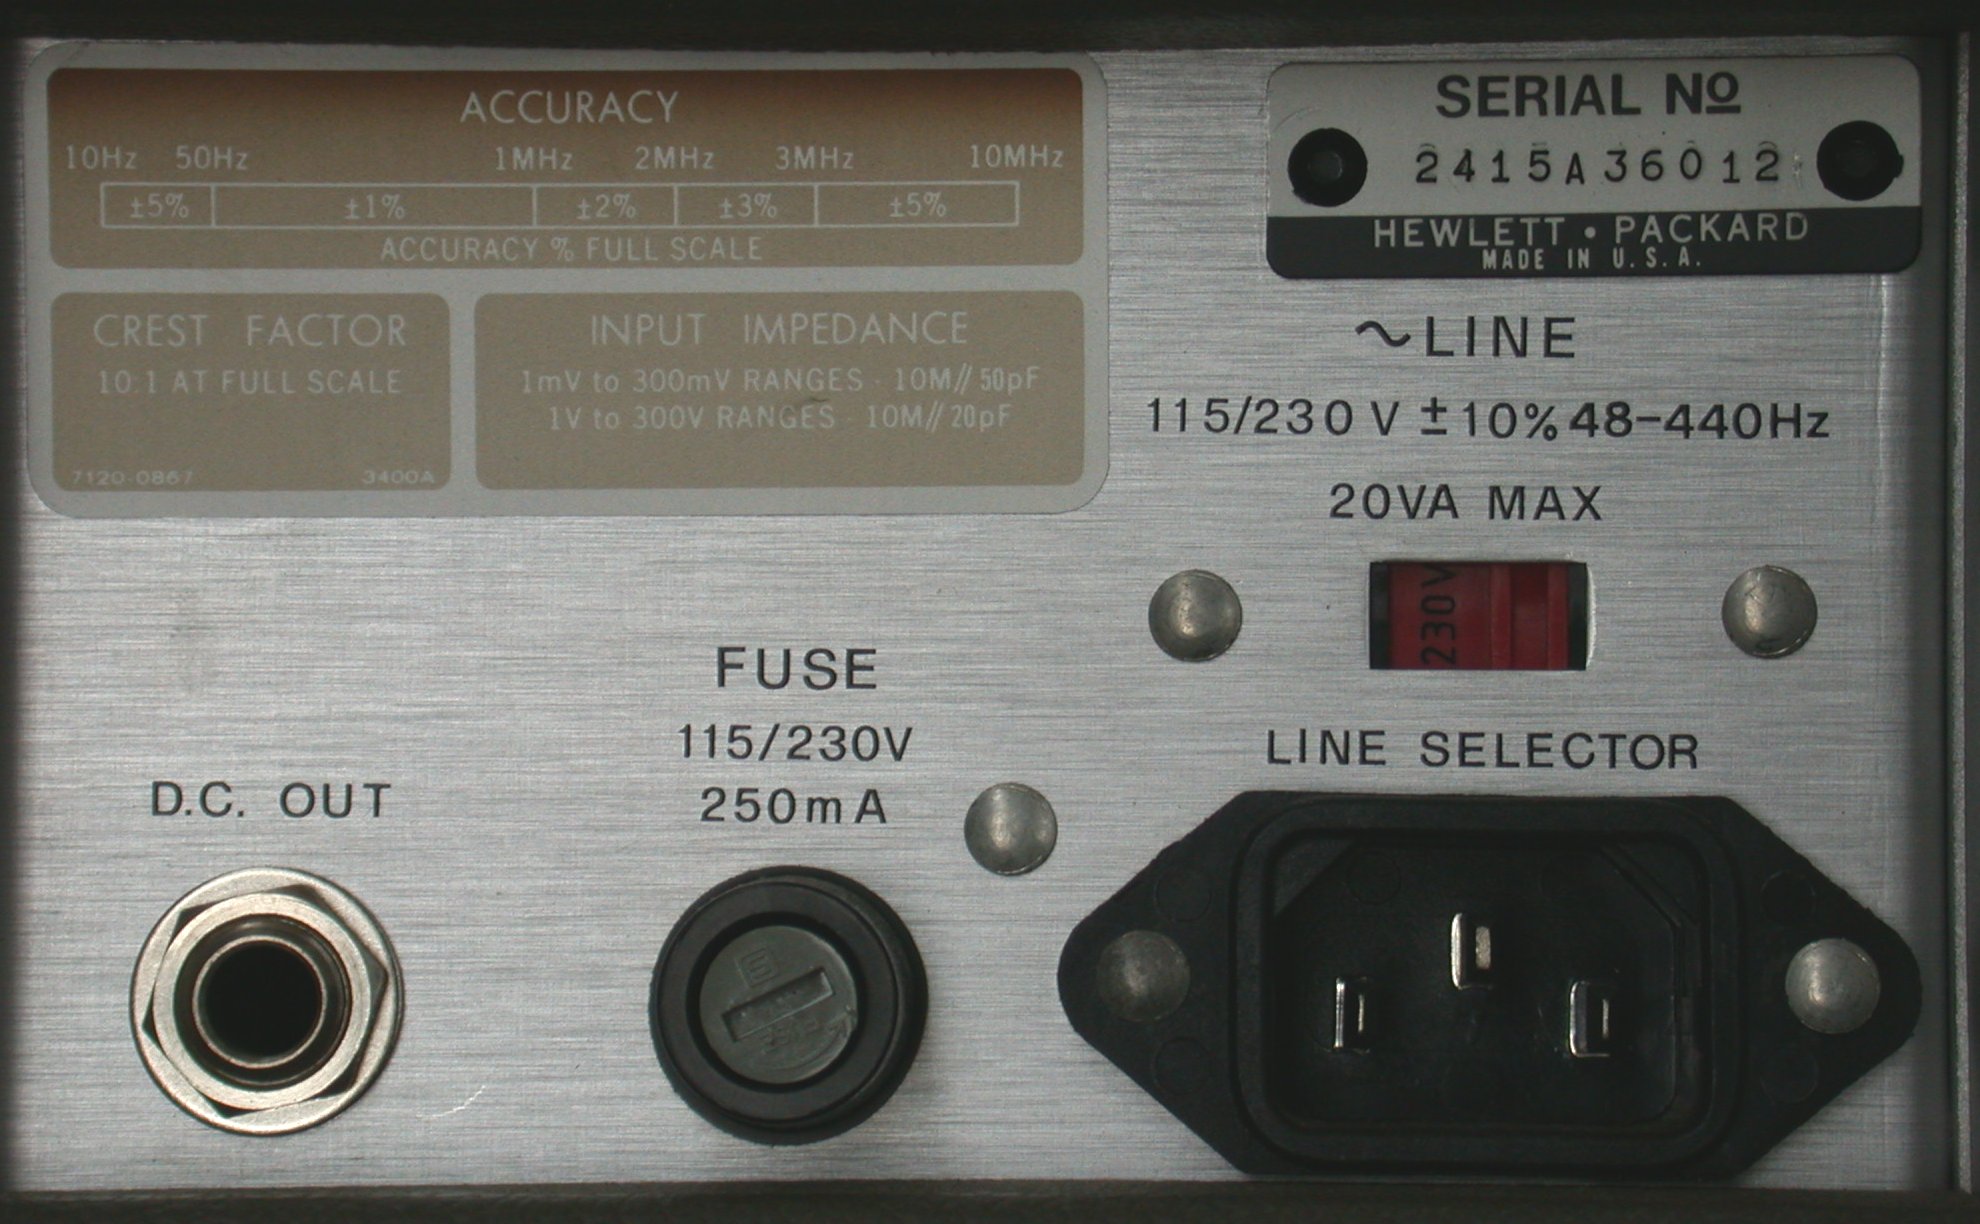 ACCURACY
10Hz 50Hz 1MHz 2MHz 3MHz 10MHz
±5% ±1% ±2% ±3% ±5%
ACCURACY % FULL SCALE
CREST FACTOR
10:1 AT FULL SCALE
7120-0867 3400A
INPUT IMPEDANCE
1mV to 300mV RANGES - 10M// 50pF
1V to 300V RANGES - 10M// 20pF
SERIAL Nº
2415A36012
HEWLETT • PACKARD
MADE IN U.S.A.
~LINE
115/230 V ±10% 48-440Hz
20VA MAX
230V
LINE SELECTOR
FUSE
115/230V
250mA
D.C. OUT